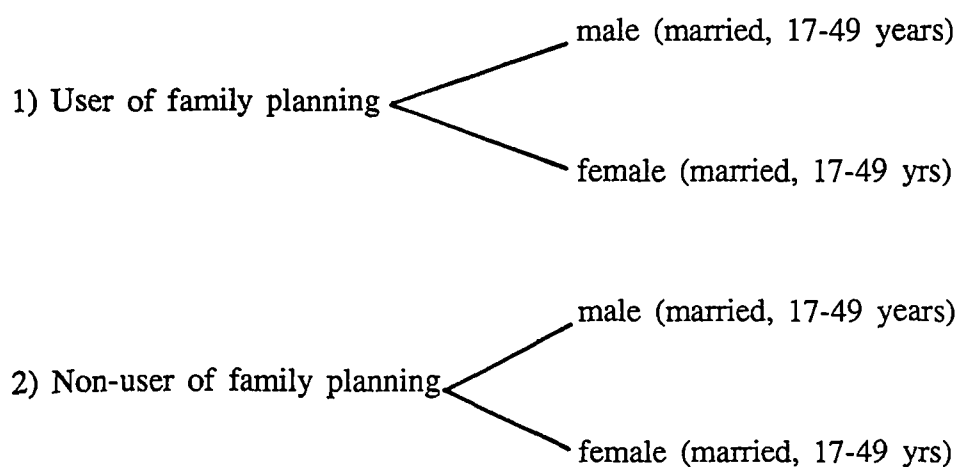 male (married, 17-49 years)
1) User of family planning
female (married, 17-49 yrs)
male (married, 17-49 years)
2) Non-user of family planning
female (married, 17-49 yrs)